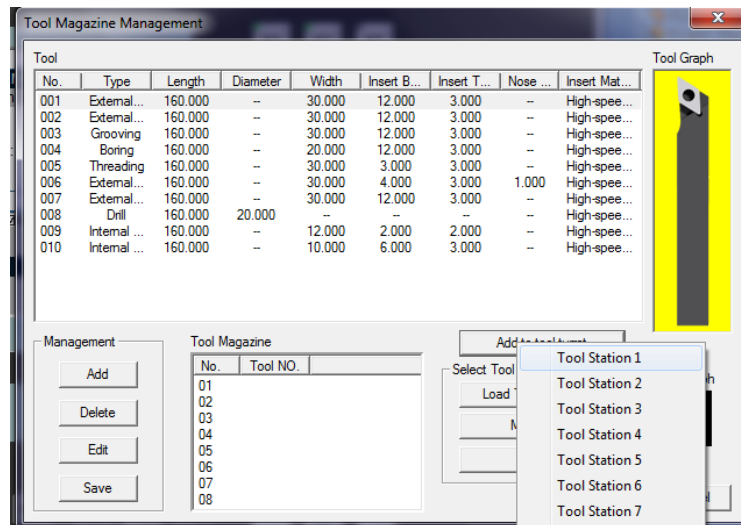 Tool Magazine Management
Tool
Tool Graph
No. Type Length Diameter Width Insert B... Insert T... Nose ... Insert Mat...
001 External... 160.000 -- 30.000 12.000 3.000 -- High-spee...
002 External... 160.000 -- 30.000 12.000 3.000 -- High-spee...
003 Grooving 160.000 -- 30.000 12.000 3.000 -- High-spee...
004 Boring 160.000 -- 20.000 12.000 3.000 -- High-spee...
005 Threading 160.000 -- 30.000 3.000 3.000 -- High-spee...
006 External... 160.000 -- 30.000 4.000 3.000 1.000 High-spee...
007 External... 160.000 -- 30.000 12.000 3.000 -- High-spee...
008 Drill 160.000 20.000 -- -- -- -- High-spee...
009 Internal ... 160.000 -- 12.000 2.000 2.000 -- High-spee...
010 Internal ... 160.000 -- 10.000 6.000 3.000 -- High-spee...
Management
Add
Delete
Edit
Save
Tool Magazine
No. Tool NO.
01
02
03
04
05
06
07
08
Add to tool turret
Select Tool
Load
Tool Station 1
Tool Station 2
Tool Station 3
Tool Station 4
Tool Station 5
Tool Station 6
Tool Station 7